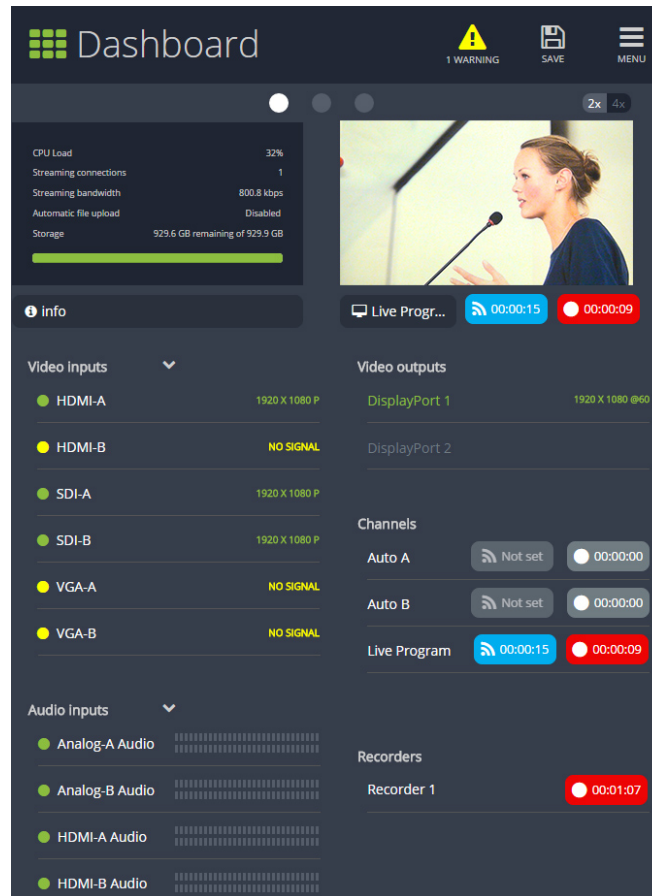 Dashboard
1 WARNING
SAVE
MENU
2x 4x
CPU Load 32%
Streaming connections 1
Streaming bandwidth 800.8 kbps
Automatic file upload Disabled
Storage 929.6 GB remaining of 929.9 GB
info
Live Progr... 00:00:15 00:00:09
Video inputs
HDMI-A 1920 X 1080 P
HDMI-B NO SIGNAL
SDI-A 1920 X 1080 P
SDI-B 1920 X 1080 P
VGA-A NO SIGNAL
VGA-B NO SIGNAL
Audio inputs
Analog-A Audio
Analog-B Audio
HDMI-A Audio
HDMI-B Audio
Video outputs
DisplayPort 1 1920 X 1080 @60
DisplayPort 2
Channels
Auto A Not set 00:00:00
Auto B Not set 00:00:00
Live Program 00:00:15 00:00:09
Recorders
Recorder 1 00:01:07